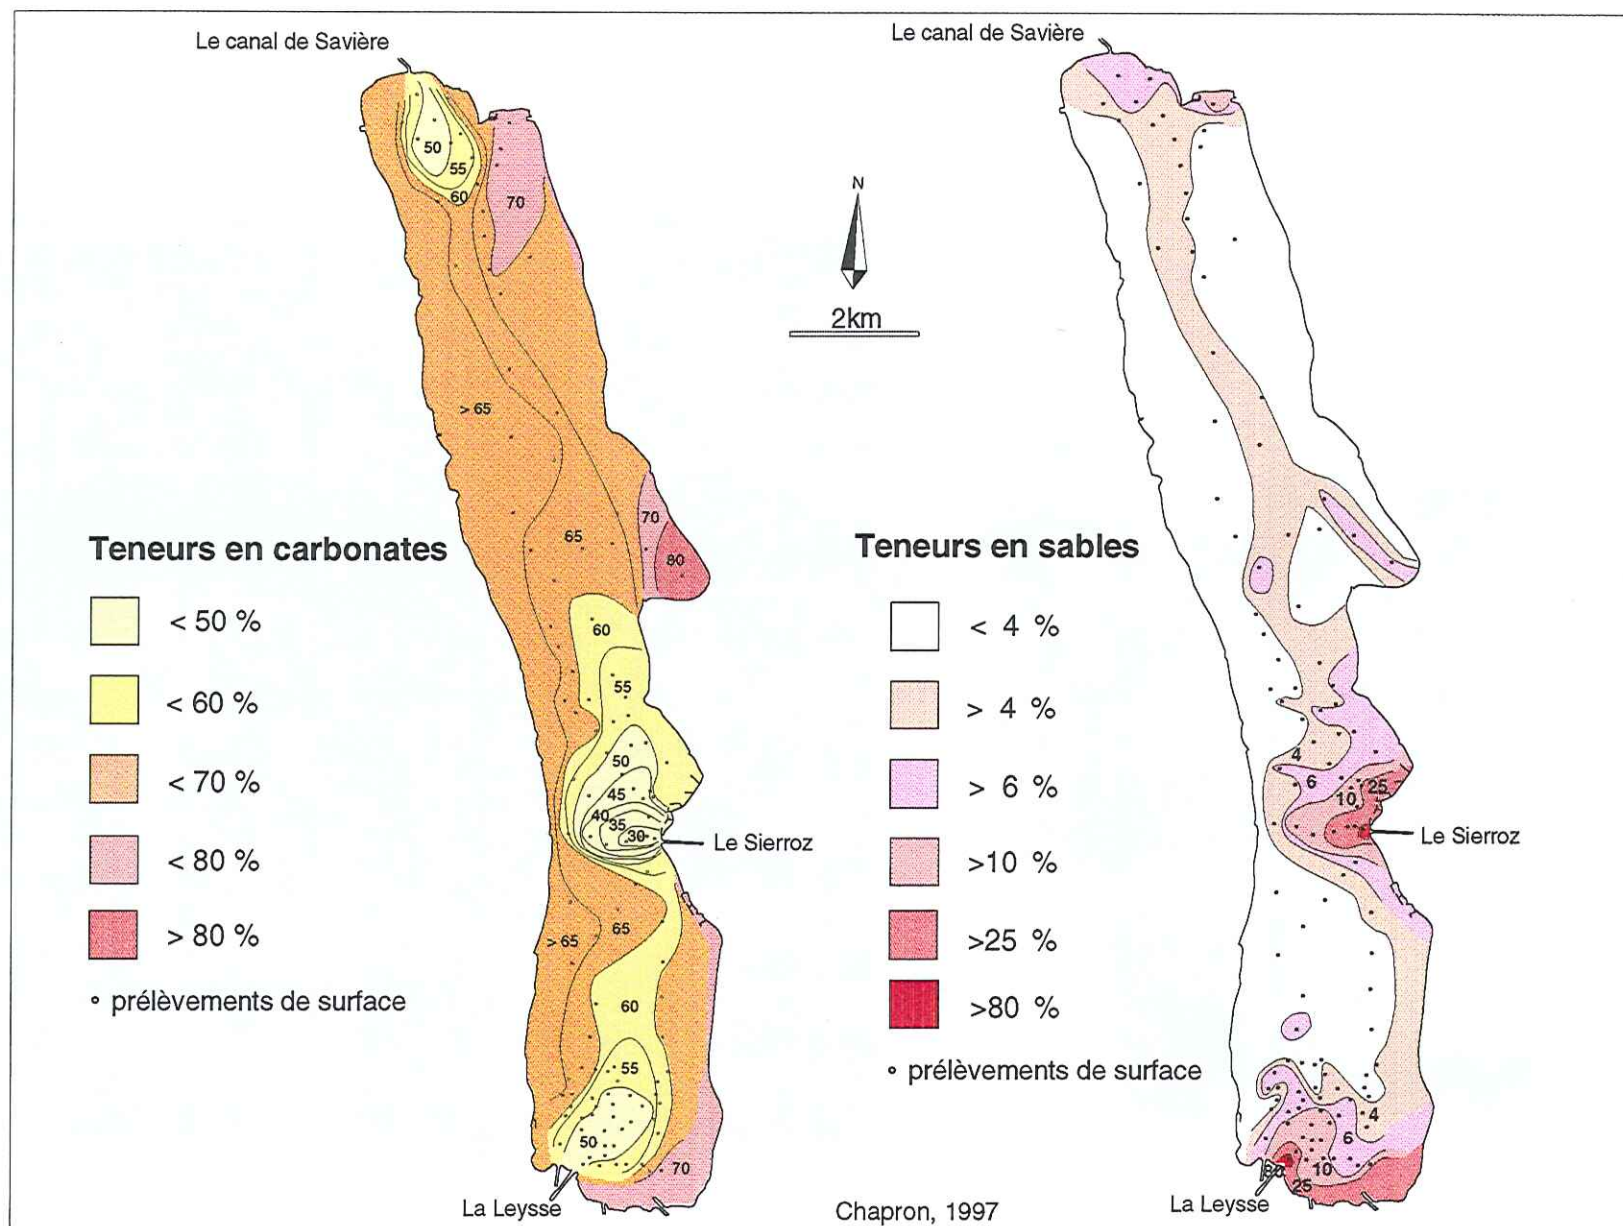 Le canal de Savière
50
55
60
70
> 65
65
70
80
60
55
50
45
40
35
30
Le Sierroz
65
> 65
60
55
50
70
La Leysse
Teneurs en carbonates
< 50 %
< 60 %
< 70 %
< 80 %
> 80 %
prélèvements de surface
N
2km
Le canal de Savière
4
6
10
25
Le Sierroz
4
6
10
25
80
La Leysse
Teneurs en sables
< 4 %
> 4 %
> 6 %
>10 %
>25 %
>80 %
prélèvements de surface
Chapron, 1997